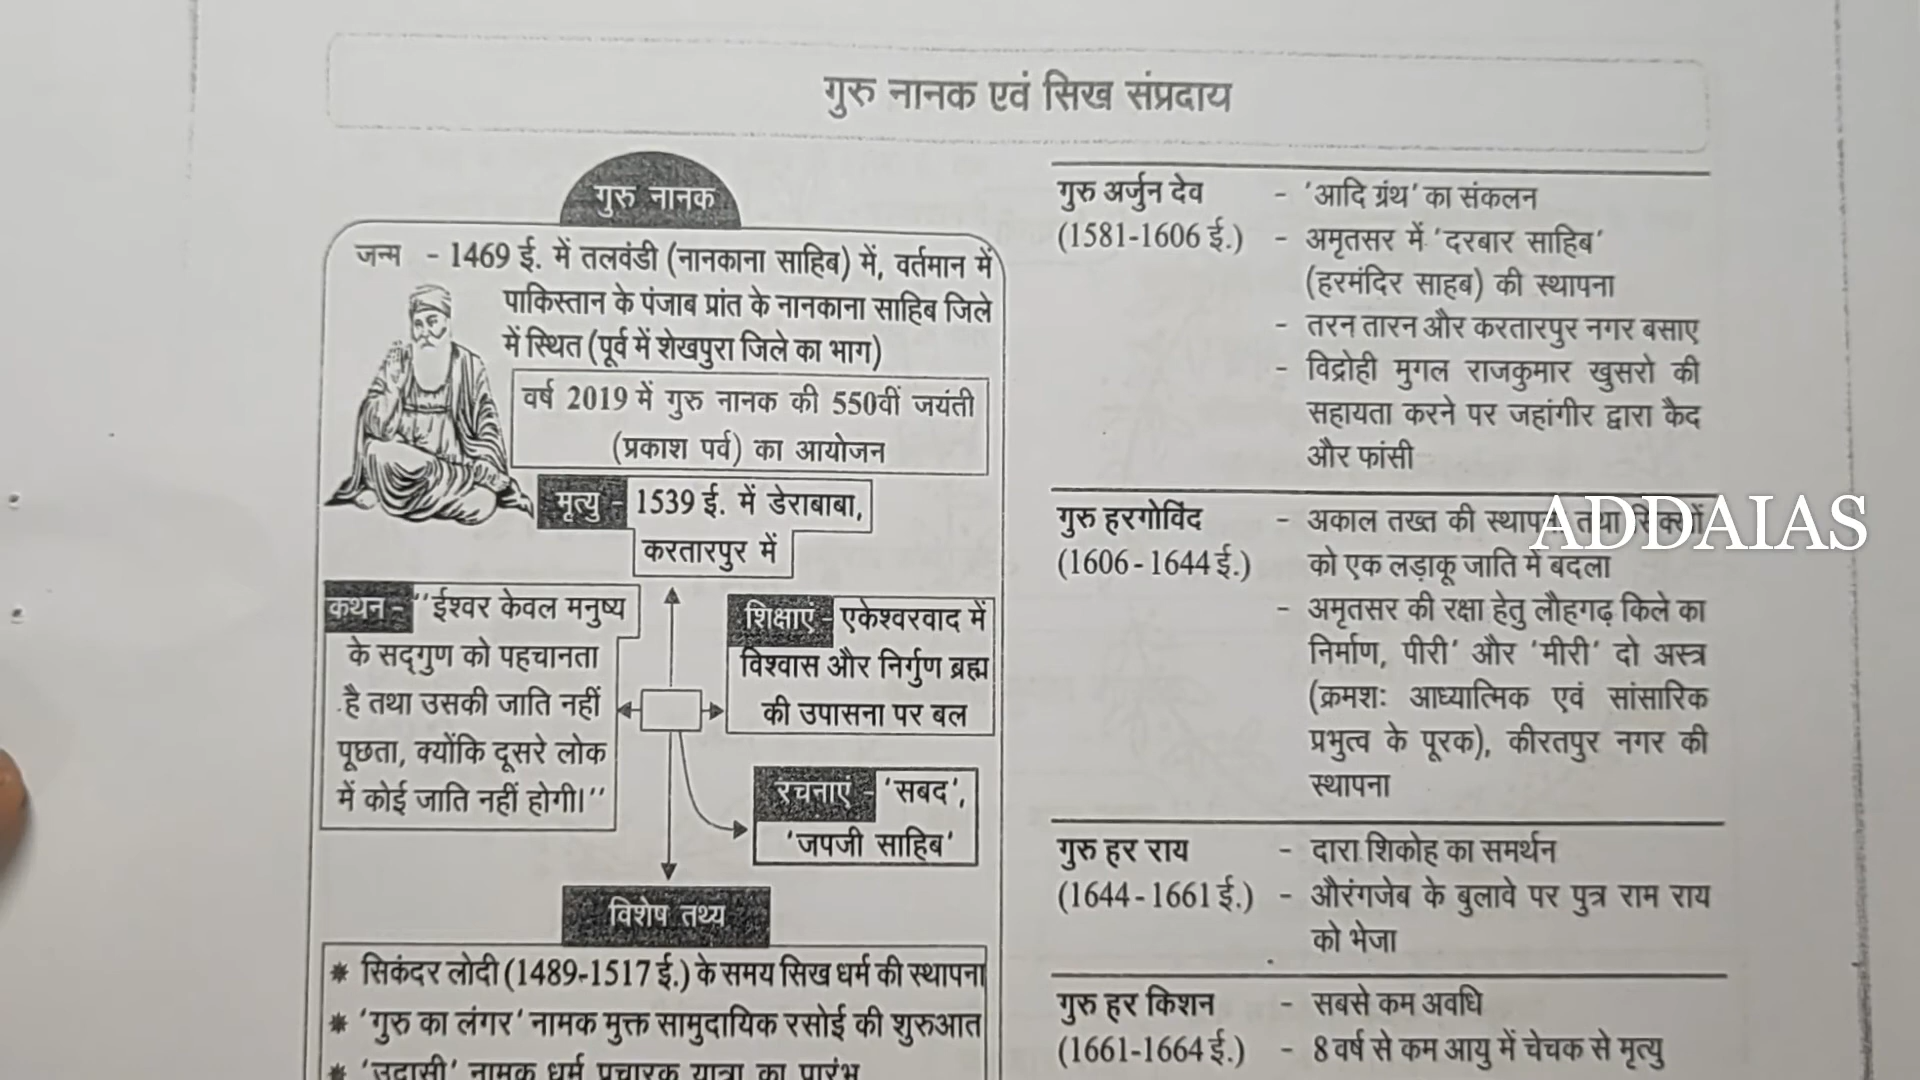 गुरु नानक एवं सिख संप्रदाय
गुरु नानक
जन्म - 1469 ई. में तलवंडी (नानकाना साहिब) में, वर्तमान में
पाकिस्तान के पंजाब प्रांत के नानकाना साहिब जिले
में स्थित (पूर्व में शेखपुरा जिले का भाग)
वर्ष 2019 में गुरु नानक की 550वीं जयंती
(प्रकाश पर्व) का आयोजन
मृत्यु - 1539 ई. में डेराबाबा,
करतारपुर में
कथन - ‘‘ईश्वर केवल मनुष्य
के सद्गुण को पहचानता
है तथा उसकी जाति नहीं
पूछता, क्योंकि दूसरे लोक
में कोई जाति नहीं होगी।’’
शिक्षाएं - एकेश्वरवाद में
विश्वास और निर्गुण ब्रह्म
की उपासना पर बल
रचनाएं - ‘सबद’,
‘जपजी साहिब’
विशेष तथ्य
* सिकंदर लोदी (1489-1517 ई.) के समय सिख धर्म की स्थापना
* ‘गुरु का लंगर’ नामक मुक्त सामुदायिक रसोई की शुरुआत
* ‘उदासी’ नामक धर्म प्रचारक यात्रा का प्रारंभ
गुरु अर्जुन देव - ‘आदि ग्रंथ’ का संकलन
(1581-1606 ई.) - अमृतसर में ‘दरबार साहिब’
(हरमंदिर साहब) की स्थापना
- तरन तारन और करतारपुर नगर बसाए
- विद्रोही मुगल राजकुमार खुसरो की
सहायता करने पर जहांगीर द्वारा कैद
और फांसी
गुरु हरगोविंद - अकाल तख्त की स्थापना तथा सिक्खों
ADDAIAS
(1606-1644 ई.) को एक लड़ाकू जाति में बदला
- अमृतसर की रक्षा हेतु लौहगढ़ किले का
निर्माण, पीरी’ और ‘मीरी’ दो अस्त्र
(क्रमशः आध्यात्मिक एवं सांसारिक
प्रभुत्व के पूरक), कीरतपुर नगर की
स्थापना
गुरु हर राय - दारा शिकोह का समर्थन
(1644-1661 ई.) - औरंगजेब के बुलावे पर पुत्र राम राय
को भेजा
गुरु हर किशन - सबसे कम अवधि
(1661-1664 ई.) - 8 वर्ष से कम आयु में चेचक से मृत्यु